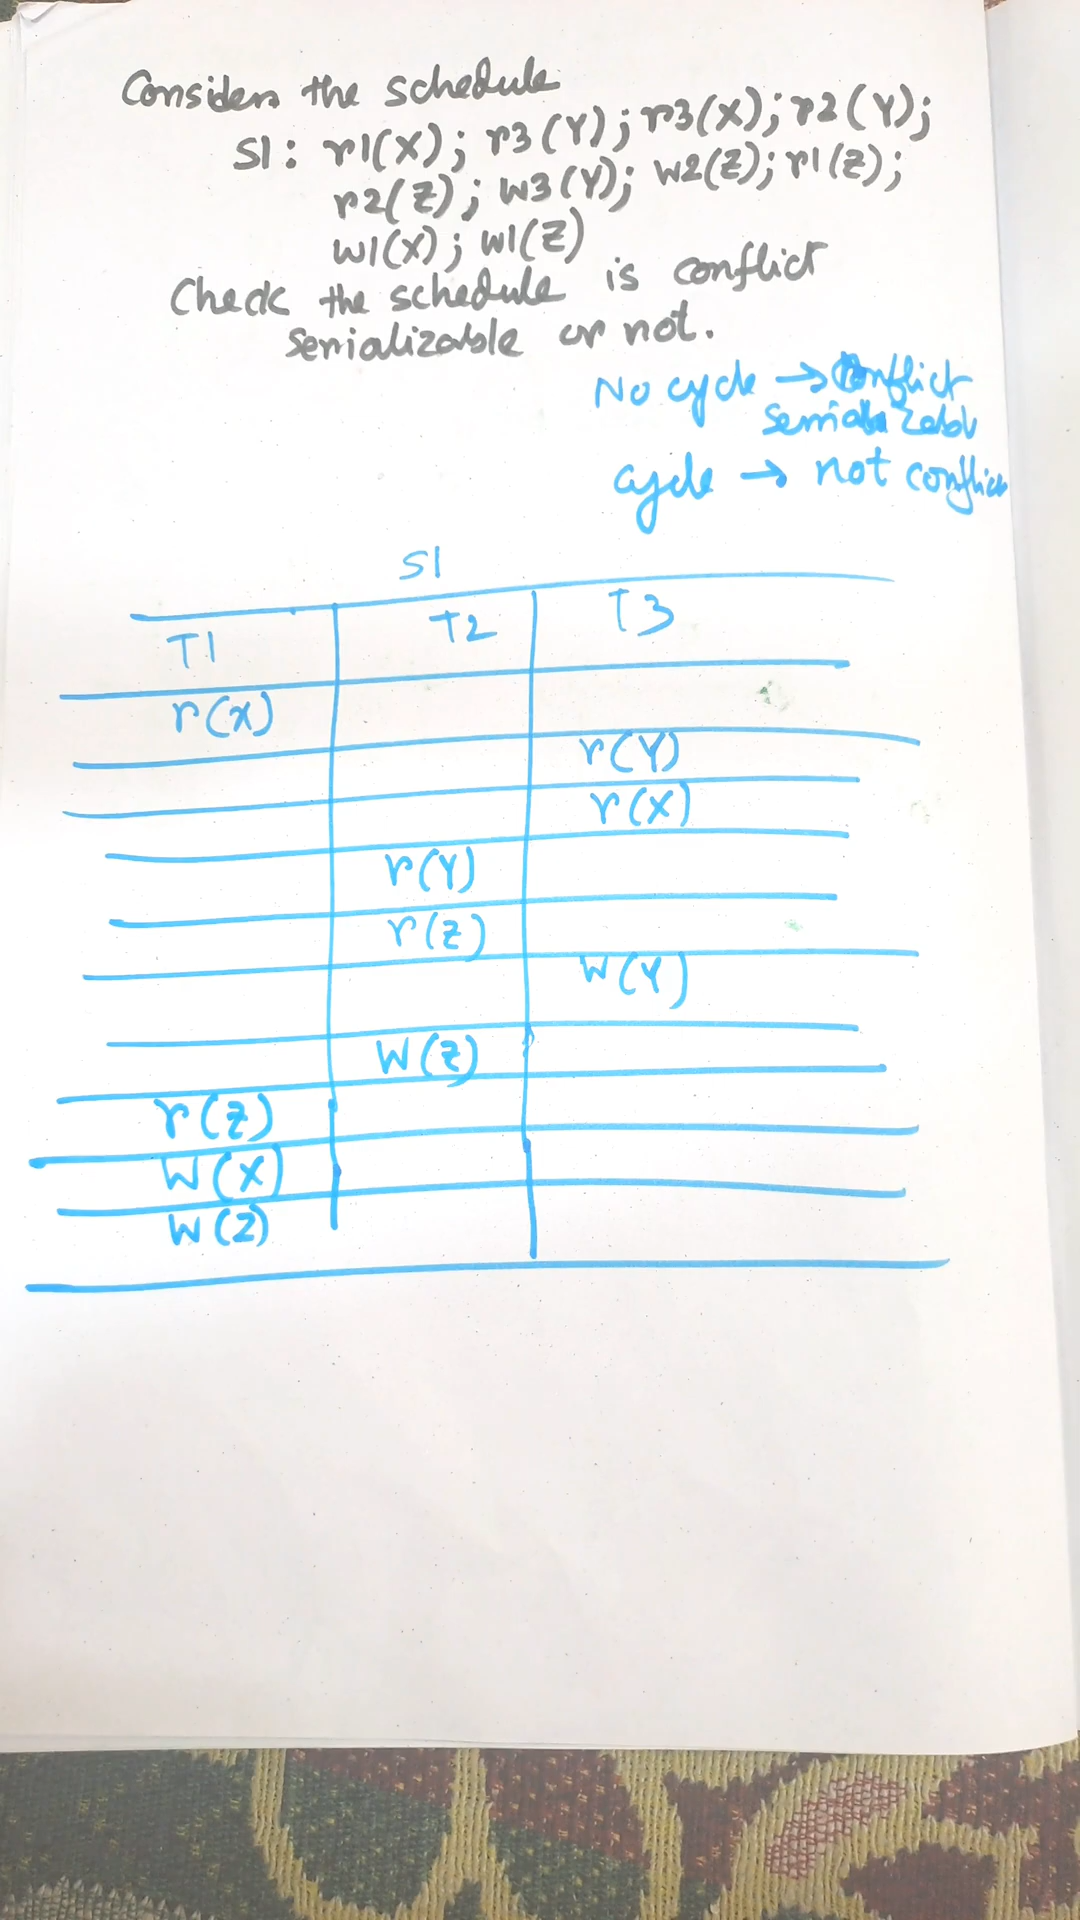 Consider the schedule
S1: r1(X); r3(Y); r3(X); r2(Y);
r2(Z); w3(Y); w2(Z); r1(Z);
w1(X); w1(Z)
Check the schedule is conflict
serializable or not.
No cycle → Conflict
Serializable
cycle → not conflict
S1
T1 T2 T3
r(X)
r(Y)
r(X)
r(Y)
r(Z)
W(Y)
W(Z)
r(Z)
W(X)
W(Z)